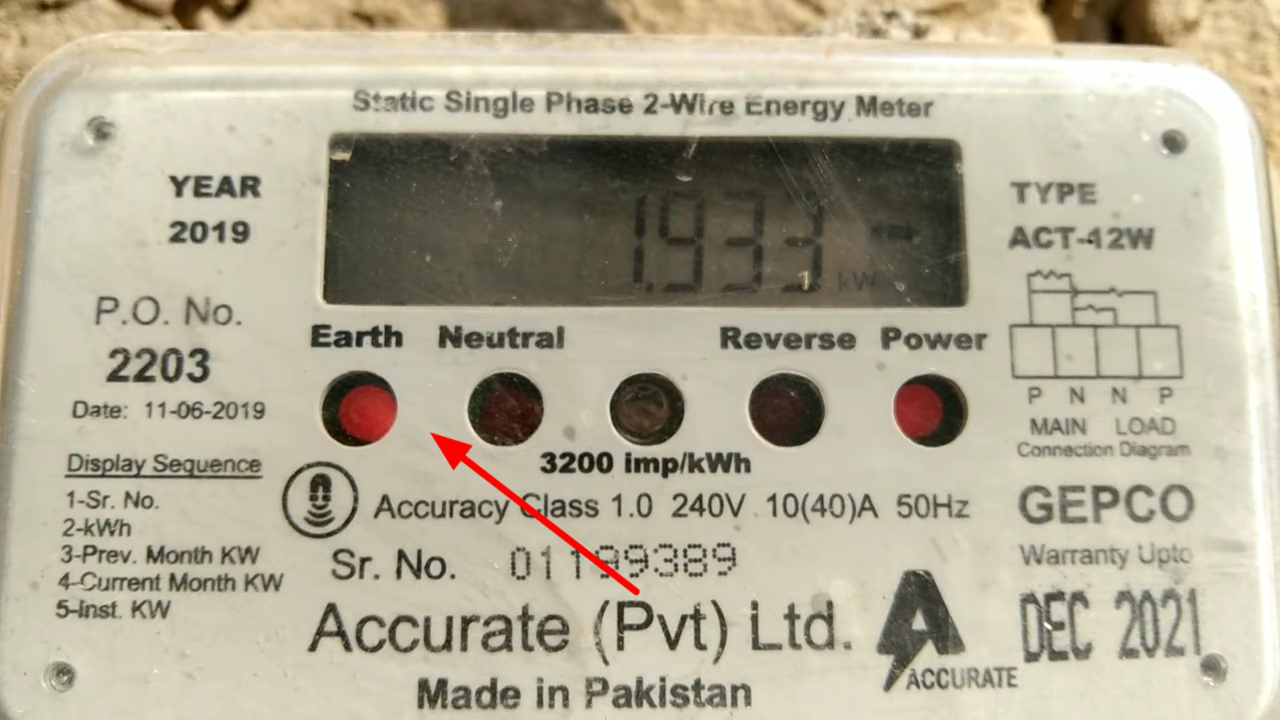 Static Single Phase 2-Wire Energy Meter
YEAR
2019
1.933
kW
TYPE
ACT-12W
P.O. No.
2203
Date: 11-06-2019
Earth
Neutral
Reverse
Power
P N N P
MAIN LOAD
Connection Diagram
3200 imp/kWh
Display Sequence
1-Sr. No.
2-kWh
3-Prev. Month KW
4-Current Month KW
5-Inst. KW
Accuracy Class 1.0 240V 10(40)A 50Hz
Sr. No. 01199389
GEPCO
Warranty Upto
DEC 2021
Accurate (Pvt) Ltd.
ACCURATE
Made in Pakistan